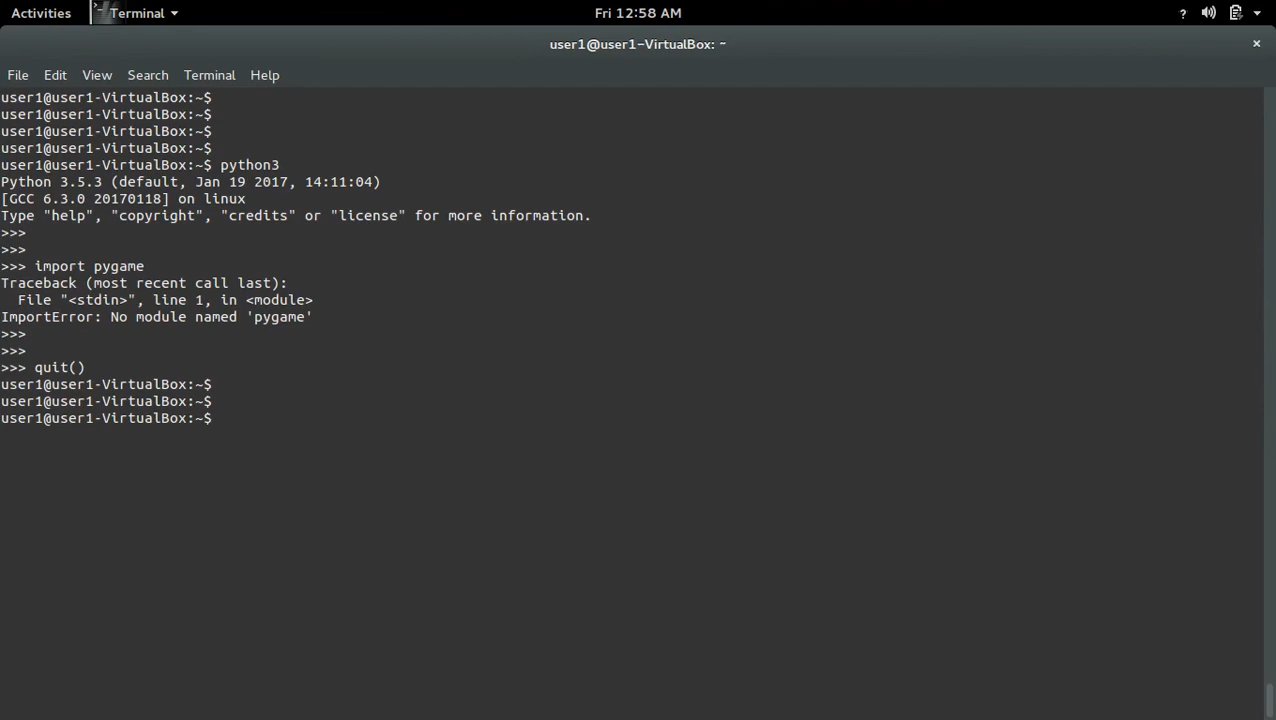 Activities
Terminal
Fri 12:58 AM
?
user1@user1-VirtualBox: ~
×
File Edit View Search Terminal Help
user1@user1-VirtualBox:~$
user1@user1-VirtualBox:~$
user1@user1-VirtualBox:~$
user1@user1-VirtualBox:~$
user1@user1-VirtualBox:~$ python3
Python 3.5.3 (default, Jan 19 2017, 14:11:04)
[GCC 6.3.0 20170118] on linux
Type "help", "copyright", "credits" or "license" for more information.
>>>
>>>
>>> import pygame
Traceback (most recent call last):
  File "<stdin>", line 1, in <module>
ImportError: No module named 'pygame'
>>>
>>>
>>> quit()
user1@user1-VirtualBox:~$
user1@user1-VirtualBox:~$
user1@user1-VirtualBox:~$